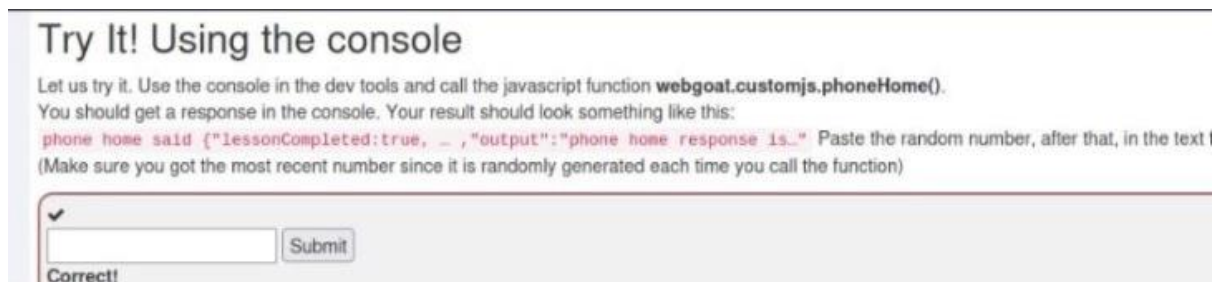 Try It! Using the console
Let us try it. Use the console in the dev tools and call the javascript function webgoat.customjs.phoneHome().
You should get a response in the console. Your result should look something like this:
phone home said {"lessonCompleted:true, … ,"output":"phone home response is…" Paste the random number, after that, in the text
(Make sure you got the most recent number since it is randomly generated each time you call the function)
✔
Submit
Correct!